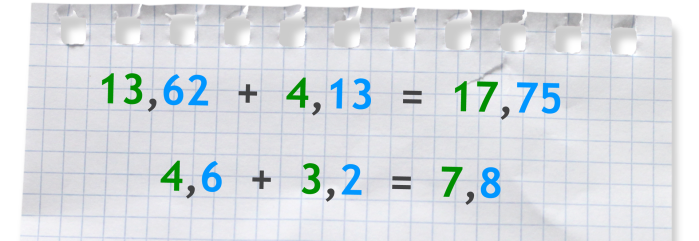 13,62 + 4,13 = 17,75
4,6 + 3,2 = 7,8